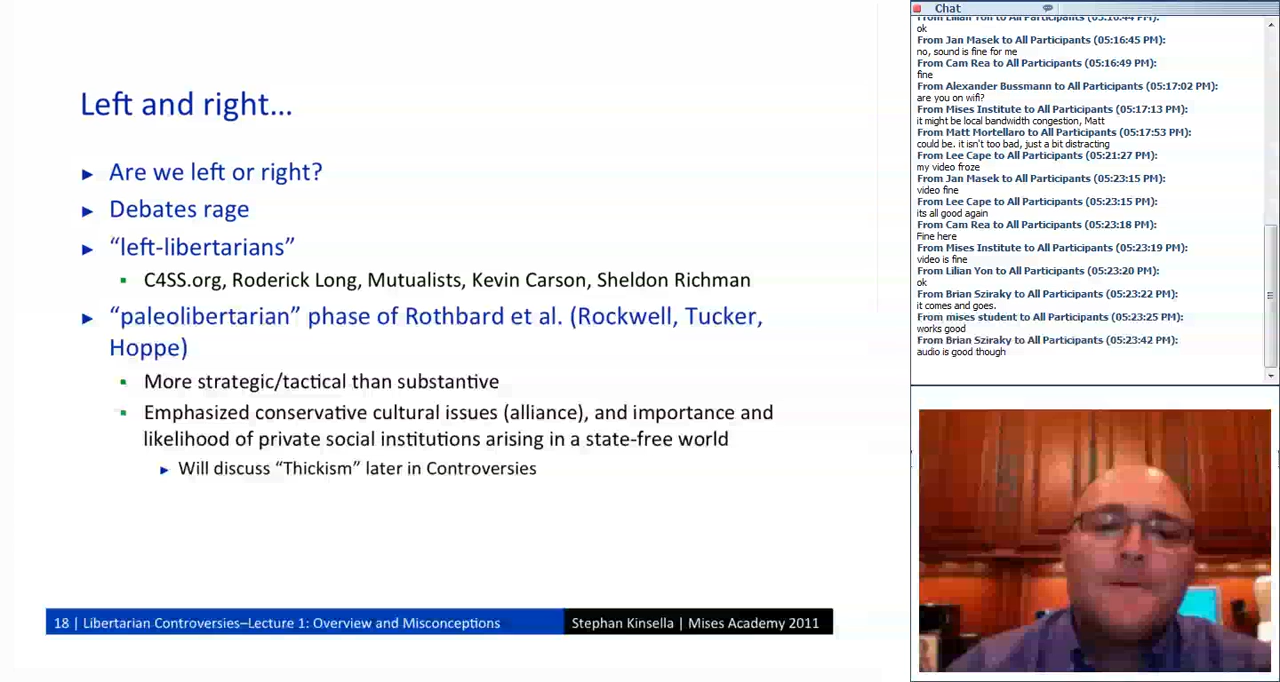 Left and right...
► Are we left or right?
► Debates rage
► “left-libertarians”
▪ C4SS.org, Roderick Long, Mutualists, Kevin Carson, Sheldon Richman
► “paleolibertarian” phase of Rothbard et al. (Rockwell, Tucker,
Hoppe)
▪ More strategic/tactical than substantive
▪ Emphasized conservative cultural issues (alliance), and importance and
likelihood of private social institutions arising in a state-free world
► Will discuss “Thickism” later in Controversies
18 | Libertarian Controversies–Lecture 1: Overview and Misconceptions
Stephan Kinsella | Mises Academy 2011
Chat
From Lilian Yon to All Participants (05:16:44 PM):
ok
From Jan Masek to All Participants (05:16:45 PM):
no, sound is fine for me
From Cam Rea to All Participants (05:16:49 PM):
fine
From Alexander Bussmann to All Participants (05:17:02 PM):
are you on wifi?
From Mises Institute to All Participants (05:17:13 PM):
it might be local bandwidth congestion, Matt
From Matt Mortellaro to All Participants (05:17:53 PM):
could be. it isn't too bad, just a bit distracting
From Lee Cape to All Participants (05:21:27 PM):
my video froze
From Jan Masek to All Participants (05:23:15 PM):
video fine
From Lee Cape to All Participants (05:23:15 PM):
its all good again
From Cam Rea to All Participants (05:23:18 PM):
Fine here
From Mises Institute to All Participants (05:23:19 PM):
video is fine
From Lilian Yon to All Participants (05:23:20 PM):
ok
From Brian Sziraky to All Participants (05:23:22 PM):
it comes and goes.
From mises student to All Participants (05:23:25 PM):
works good
From Brian Sziraky to All Participants (05:23:42 PM):
audio is good though